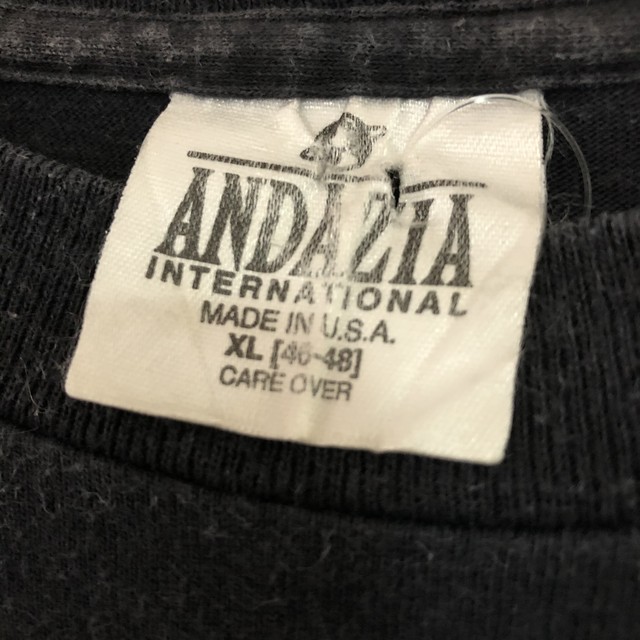 ANDAZIA
INTERNATIONAL
MADE IN U.S.A.
XL [46-48]
CARE OVER